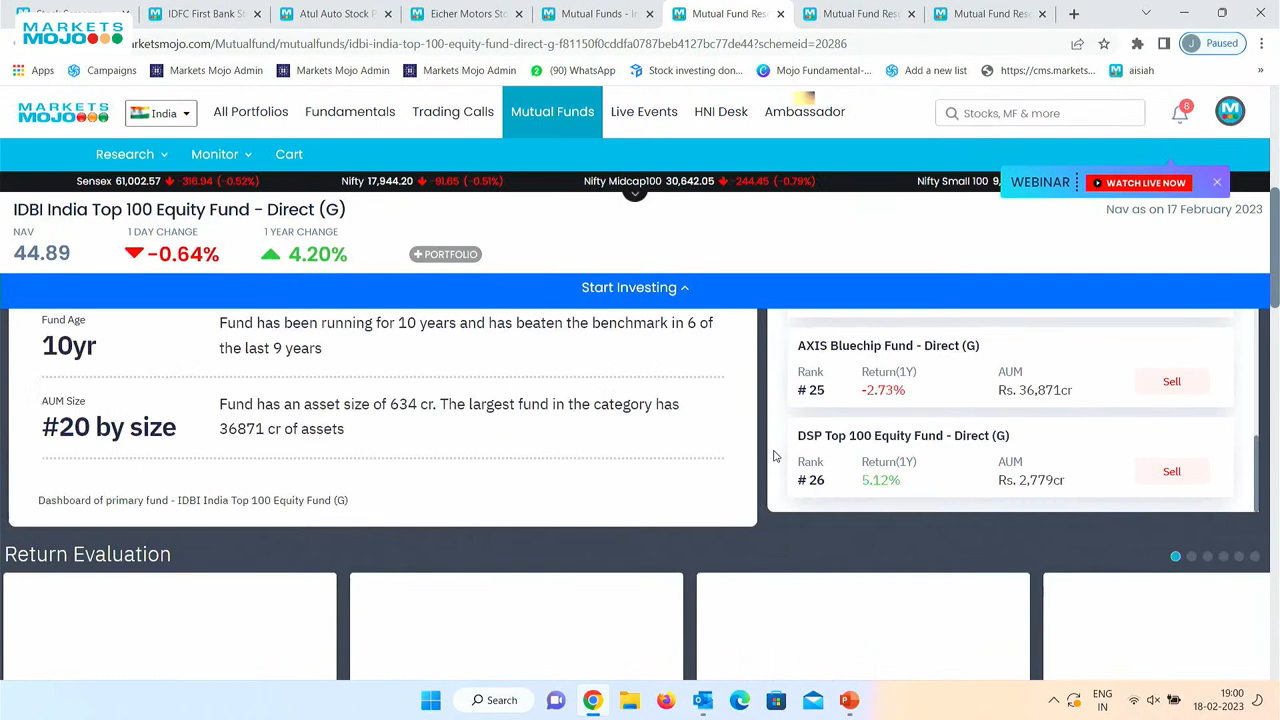 IDFC First Bank St
Atul Auto Stock P
Eicher Motors Sto
Mutual Funds - In
Mutual Fund Res
Mutual Fund Res
Mutual Fund Res
MARKETS
MOJO
rketsmojo.com/Mutualfund/mutualfunds/idbi-india-top-100-equity-fund-direct-g-f81150f0cddfa0787beb4127bc77de44?schemeid=20286
J Paused
Apps
Campaigns
Markets Mojo Admin
Markets Mojo Admin
Markets Mojo Admin
(90) WhatsApp
Stock investing don...
Mojo Fundamental-...
Add a new list
https://cms.markets...
aisiah
»
MARKETS
MOJO
India
All Portfolios
Fundamentals
Trading Calls
Mutual Funds
Live Events
HNI Desk
Ambassador
Stocks, MF & more
8
Research
Monitor
Cart
Sensex 61,002.57 -316.94 (-0.52%)
Nifty 17,944.20 -91.65 (-0.51%)
Nifty Midcap100 30,642.05 -244.45 (-0.79%)
Nifty Small 100 9,
WEBINAR WATCH LIVE NOW
IDBI India Top 100 Equity Fund - Direct (G)
Nav as on 17 February 2023
NAV
44.89
1 DAY CHANGE
-0.64%
1 YEAR CHANGE
4.20%
+ PORTFOLIO
Start Investing
Fund Age
10yr
Fund has been running for 10 years and has beaten the benchmark in 6 of
the last 9 years
AUM Size
#20 by size
Fund has an asset size of 634 cr. The largest fund in the category has
36871 cr of assets
Dashboard of primary fund - IDBI India Top 100 Equity Fund (G)
AXIS Bluechip Fund - Direct (G)
Rank Return(1Y) AUM
# 25 -2.73% Rs. 36,871cr
Sell
DSP Top 100 Equity Fund - Direct (G)
Rank Return(1Y) AUM
# 26 5.12% Rs. 2,779cr
Sell
Return Evaluation
Search
ENG
IN
19:00
18-02-2023